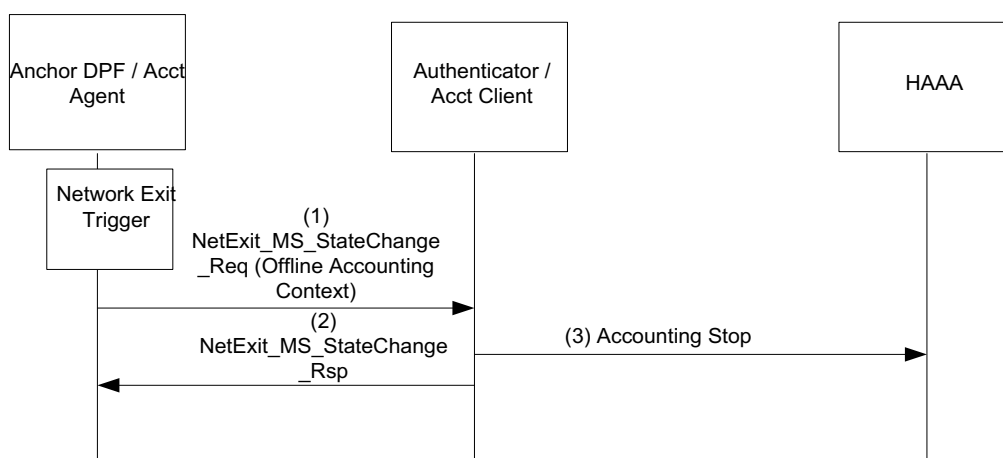 Anchor DPF / Acct
Agent
Authenticator /
Acct Client
HAAA
Network Exit
Trigger
(1)
NetExit_MS_StateChange
_Req (Offline Accounting
Context)
(2)
NetExit_MS_StateChange
_Rsp
(3) Accounting Stop